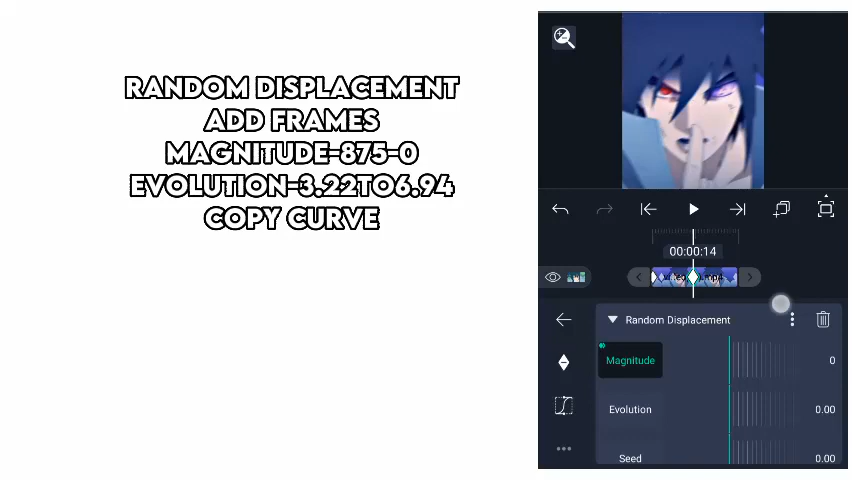 RANDOM DISPLACEMENT
ADD FRAMES
MAGNITUDE-875-0
EVOLUTION-3.22TO6.94
COPY CURVE
00:00:14
Random Displacement
Magnitude 0
Evolution 0.00
Seed 0.00